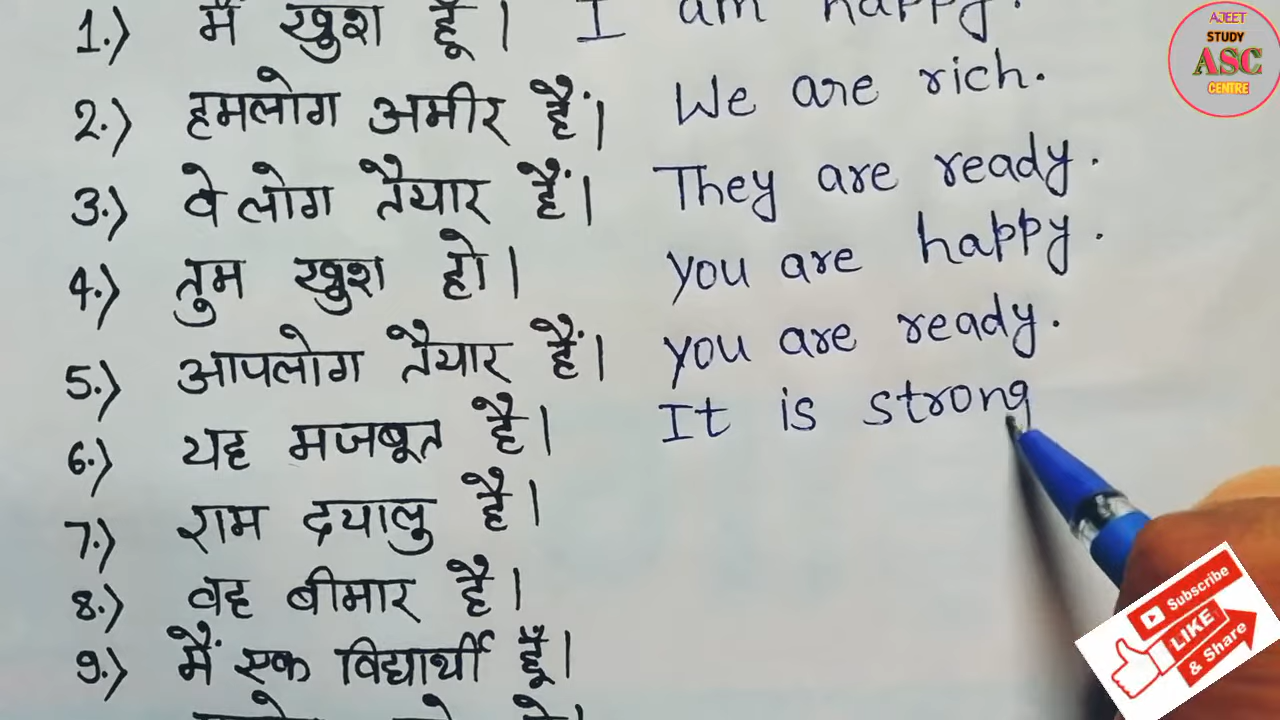 1.) मैं खुश हूँ। I am happy.
2.) हमलोग अमीर हैं। We are rich.
3.) वे लोग तैयार हैं। They are ready.
4.) तुम खुश हो। you are happy.
5.) आपलोग तैयार हैं। you are ready.
6.) यह मजबूत है। It is strong
7.) राम दयालु है।
8.) वह बीमार है।
9.) मैं एक विद्यार्थी हूँ।
AJEET
STUDY
ASC
CENTRE
Subscribe
LIKE
& Share